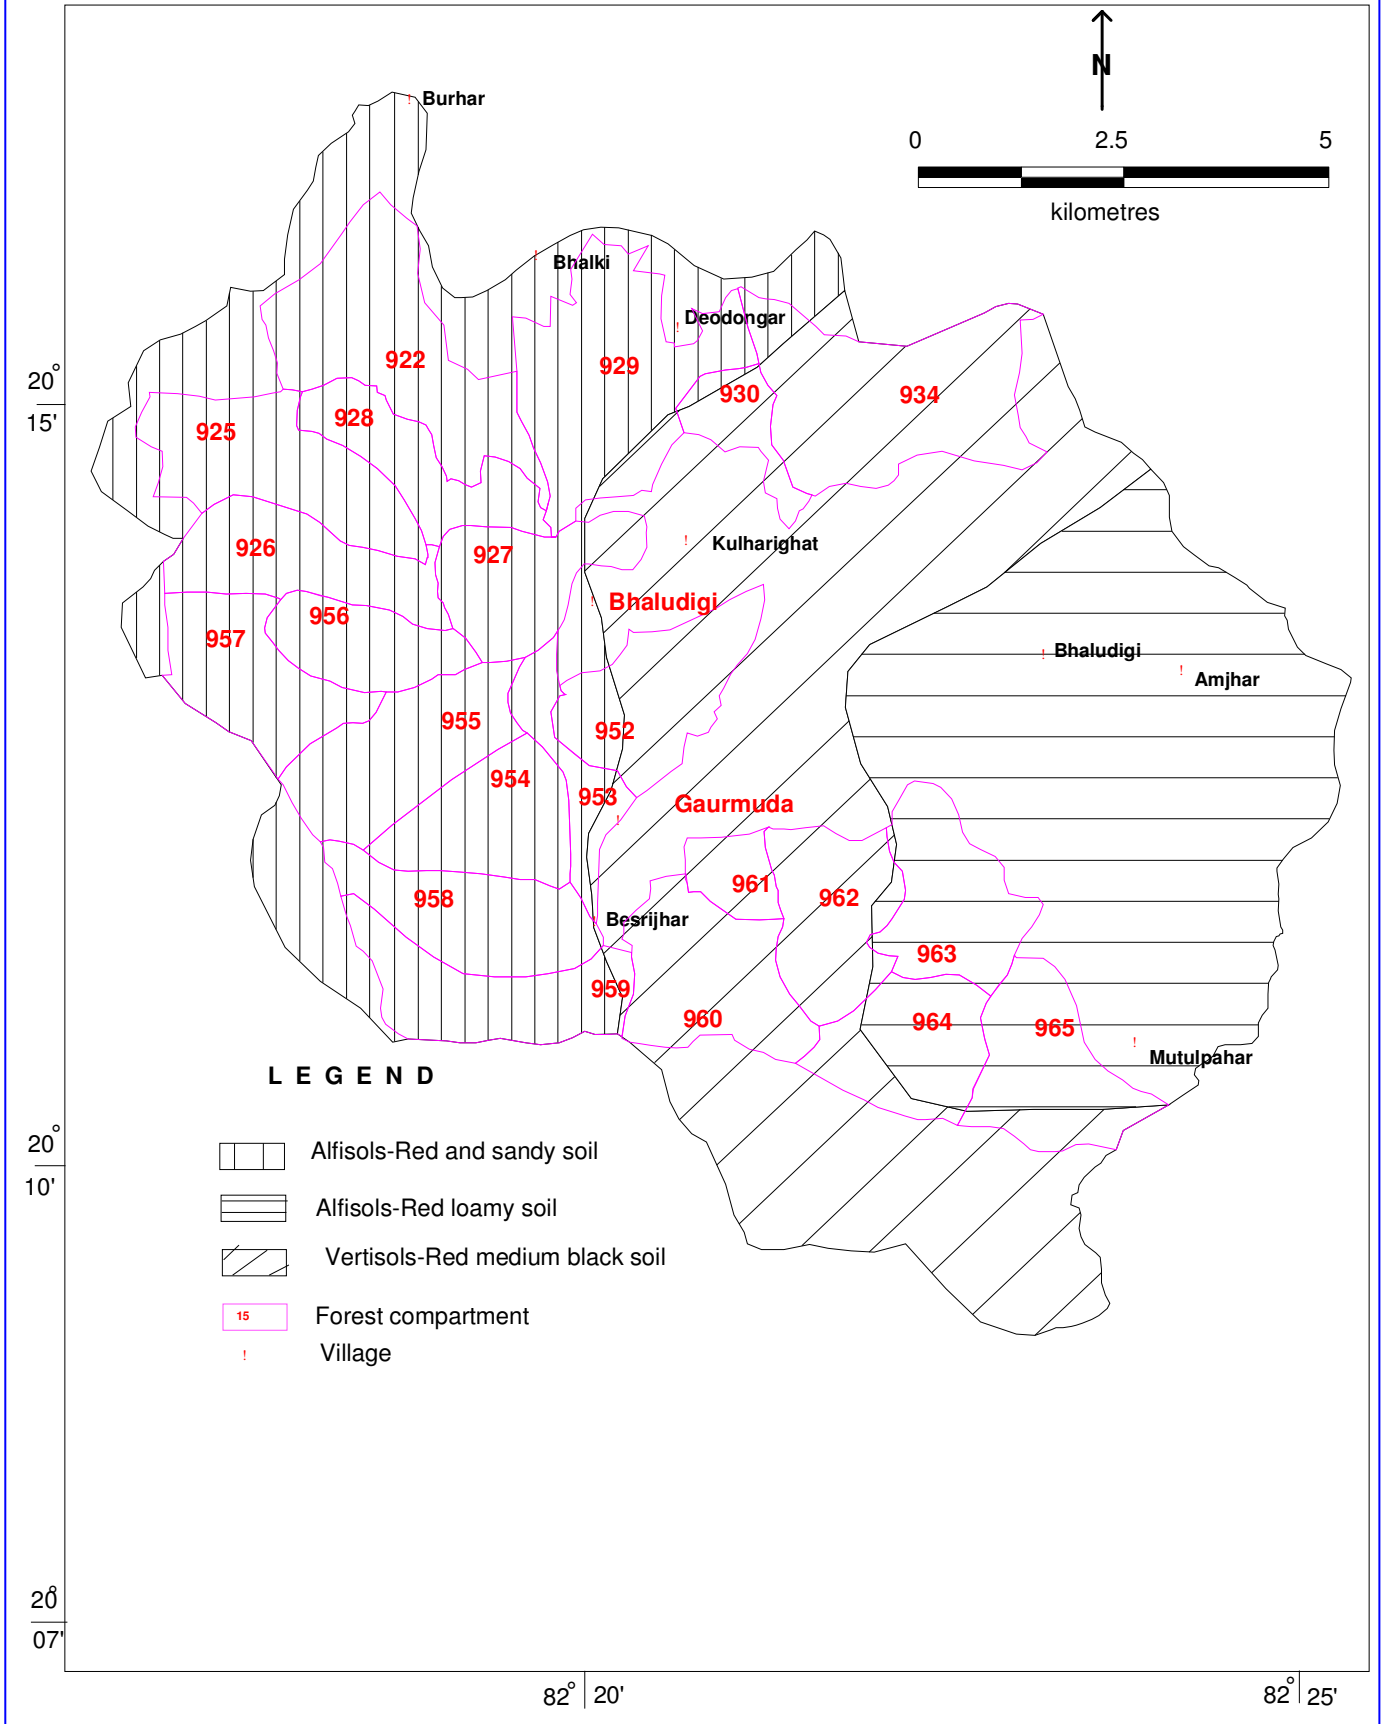 N
0 2.5 5
kilometres
Burhar
Bhalki
Deodongar
922
929
930
934
20°
15'
925
928
926
927
Kulharighat
956
957
Bhaludigi
Bhaludigi
Amjhar
955
952
954
953
Gaurmuda
961
962
958
Besrijhar
963
959
960
964
965
Mutulpahar
L E G E N D
20°
10'
Alfisols-Red and sandy soil
Alfisols-Red loamy soil
Vertisols-Red medium black soil
15 Forest compartment
! Village
20°
07'
82° 20'
82° 25'